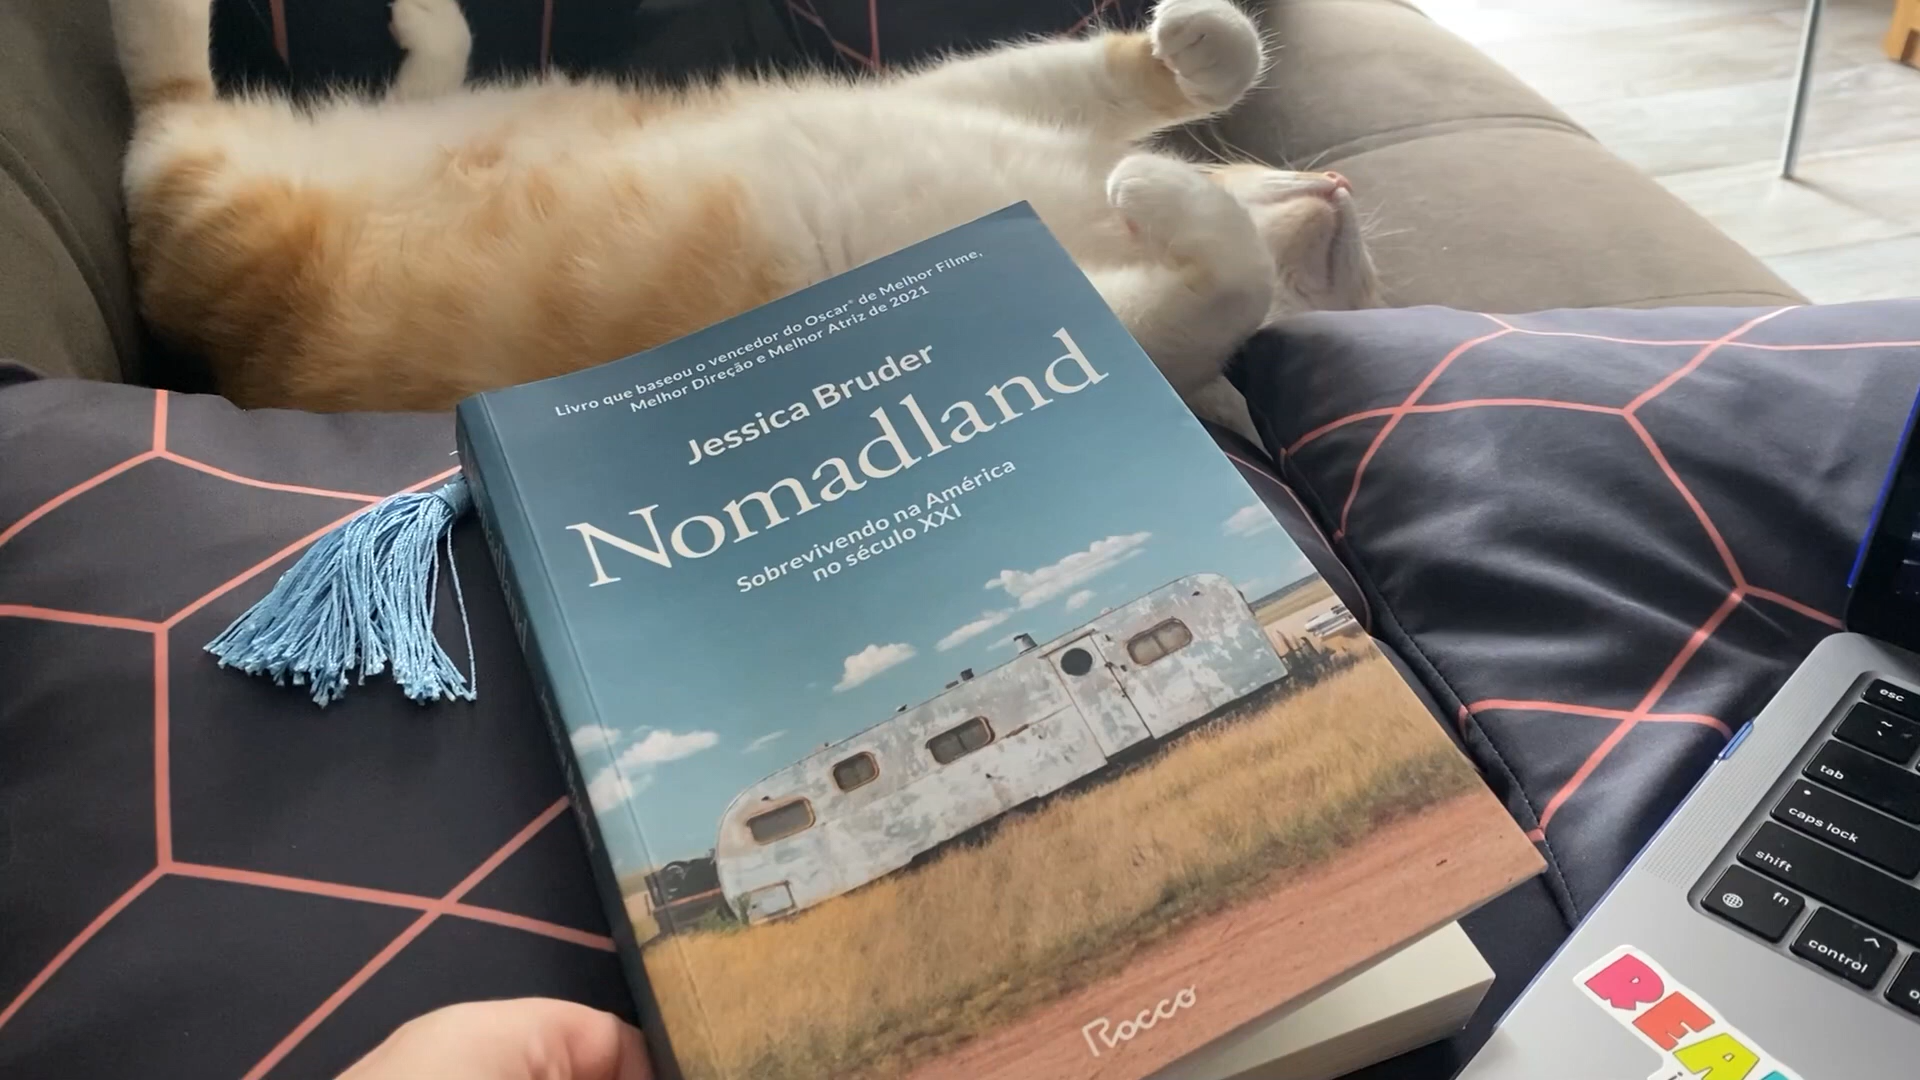 Livro que baseou o vencedor do Oscar® de Melhor Filme,
Melhor Direção e Melhor Atriz de 2021
Jessica Bruder
Nomadland
Sobrevivendo na América
no século XXI
Rocco
esc
~
tab
caps lock
shift
fn
control
REA